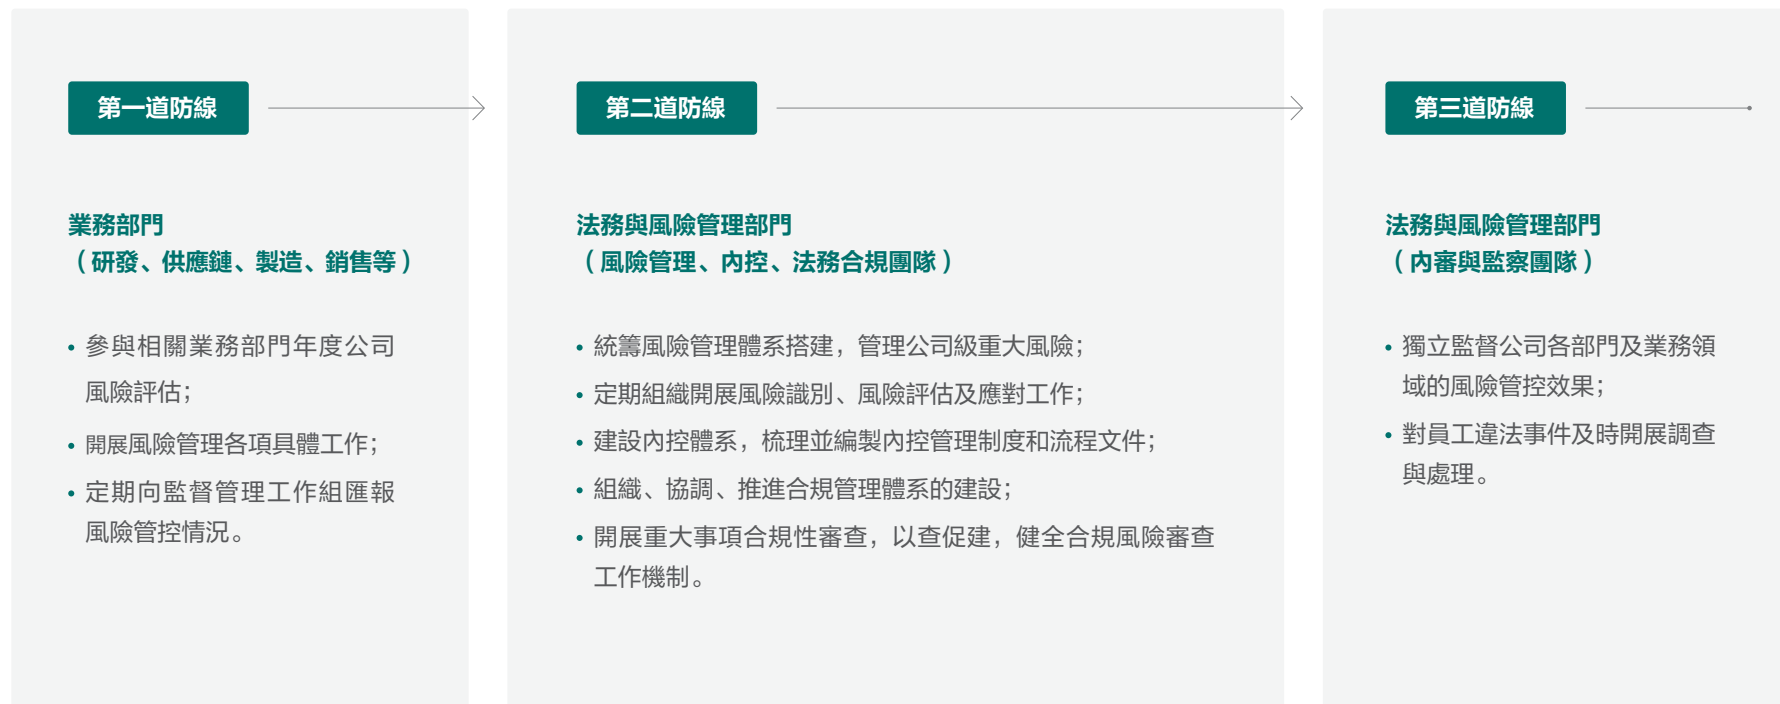 第一道防線
業務部門
（研發、供應鏈、製造、銷售等）
• 參與相關業務部門年度公司
風險評估；
• 開展風險管理各項具體工作；
• 定期向監督管理工作組匯報
風險管控情況。
第二道防線
法務與風險管理部門
（風險管理、內控、法務合規團隊）
• 統籌風險管理體系搭建，管理公司級重大風險；
• 定期組織開展風險識別、風險評估及應對工作；
• 建設內控體系，梳理並編製內控管理制度和流程文件；
• 組織、協調、推進合規管理體系的建設；
• 開展重大事項合規性審查，以查促建，健全合規風險審查
工作機制。
第三道防線
法務與風險管理部門
（內審與監察團隊）
• 獨立監督公司各部門及業務領
域的風險管控效果；
• 對員工違法事件及時開展調查
與處理。